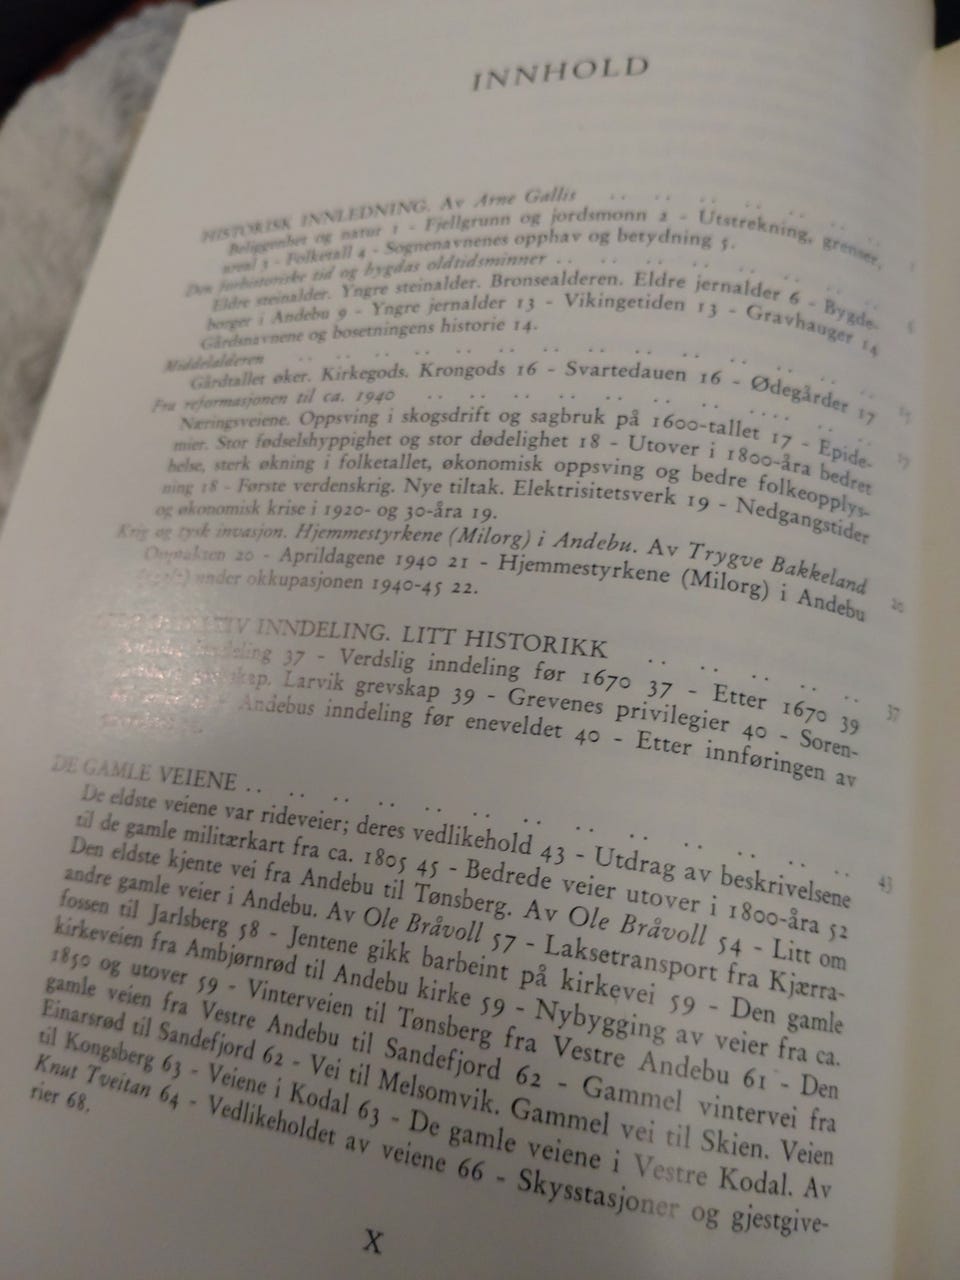 INNHOLD
HISTORISK INNLEDNING. Av Arne Gallis .. .. .. .. .. ..
Beliggenhet og natur 1 - Fjellgrunn og jordsmonn 2 - Utstrekning, grenser,
areal 3 - Folketall 4 - Sognenavnenes opphav og betydning 5.
Den forhistoriske tid og bygdas oldtidsminner .. .. .. .. .. .. .. 6
Eldre steinalder. Yngre steinalder. Bronsealderen. Eldre jernalder 6 - Bygde-
borger i Andebu 9 - Yngre jernalder 13 - Vikingetiden 13 - Gravhauger 14
Gårdsnavnene og bosetningens historie 14.
Middelalderen .. .. .. .. .. .. .. .. .. .. .. 15
Gårdtallet øker. Kirkegods. Krongods 16 - Svartedauen 16 - Ødegårder 17
Fra reformasjonen til ca. 1940 .. .. .. .. .. .. .. .... .. 17
Næringsveiene. Oppsving i skogsdrift og sagbruk på 1600-tallet 17 - Epide-
mier. Stor fødselshyppighet og stor dødelighet 18 - Utover i 1800-åra bedret
helse, sterk økning i folketallet, økonomisk oppsving og bedre folkeopplys-
ning 18 - Første verdenskrig. Nye tiltak. Elektrisitetsverk 19 - Nedgangstider
og økonomisk krise i 1920- og 30-åra 19.
Krig og tysk invasjon. Hjemmestyrkene (Milorg) i Andebu. Av Trygve Bakkeland 20
Opptakten 20 - Aprildagene 1940 21 - Hjemmestyrkene (Milorg) i Andebu
under okkupasjonen 1940-45 22.
INNDELING. LITT HISTORIKK .. .. .. .. .. 37
inndeling 37 - Verdslig inndeling før 1670 37 - Etter 1670 39
grevskap. Larvik grevskap 39 - Grevenes privilegier 40 - Soren-
- Andebus inndeling før eneveldet 40 - Etter innføringen av
DE GAMLE VEIENE .. .. .. .. .. .. .. .. .. .. .. .. 43
De eldste veiene var rideveier; deres vedlikehold 43 - Utdrag av beskrivelsene
til de gamle militærkart fra ca. 1805 45 - Bedrede veier utover i 1800-åra 52
Den eldste kjente vei fra Andebu til Tønsberg. Av Ole Bråvoll 54 - Litt om
andre gamle veier i Andebu. Av Ole Bråvoll 57 - Laksetransport fra Kjærra-
fossen til Jarlsberg 58 - Jentene gikk barbeint på kirkevei 59 - Den gamle
kirkeveien fra Ambjørnrød til Andebu kirke 59 - Nybygging av veier fra ca.
1850 og utover 59 - Vinterveien til Tønsberg fra Vestre Andebu 61 - Den
gamle veien fra Vestre Andebu til Sandefjord 62 - Gammel vintervei fra
Einarsrød til Sandefjord 62 - Vei til Melsomvik. Gammel vei til Skien. Veien
til Kongsberg 63 - Veiene i Kodal 63 - De gamle veiene i Vestre Kodal. Av
Knut Tveitan 64 - Vedlikeholdet av veiene 66 - Skysstasjoner og gjestgive-
rier 68.
X